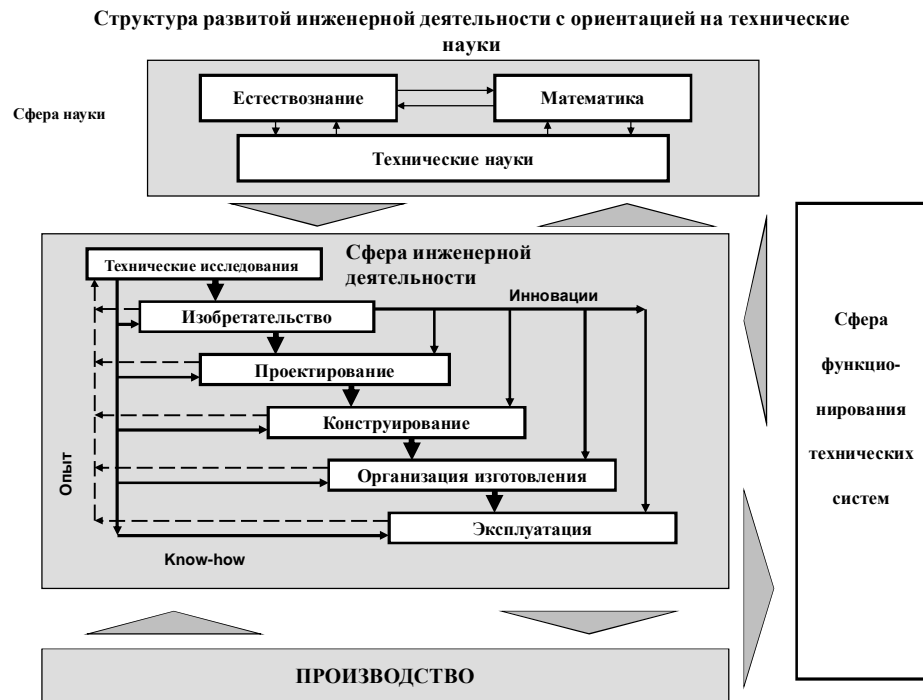 Структура развитой инженерной деятельности с ориентацией на технические
науки
Сфера науки
Естествознание
Математика
Технические науки
Сфера инженерной
деятельности
Технические исследования
Инновации
Изобретательство
Проектирование
Конструирование
Организация изготовления
Эксплуатация
Опыт
Know-how
Сфера
функцио-
нирования
технических
систем
ПРОИЗВОДСТВО